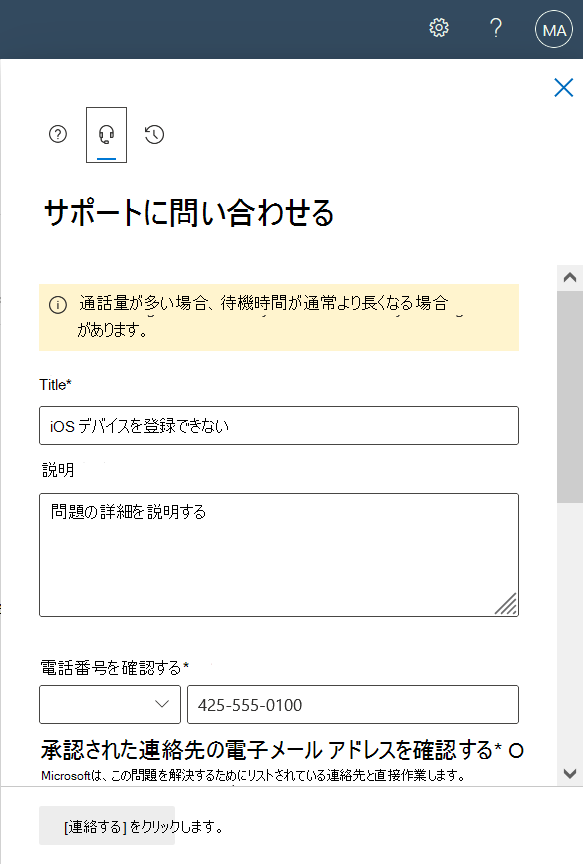 MA
サポートに問い合わせる
通話量が多い場合、待機時間が通常より長くなる場合
があります。
Title*
iOS デバイスを登録できない
説明
問題の詳細を説明する
電話番号を確認する*
425-555-0100
承認された連絡先の電子メール アドレスを確認する* O
Microsoftは、この問題を解決するためにリストされている連絡先と直接作業します。
[連絡する] をクリックします。